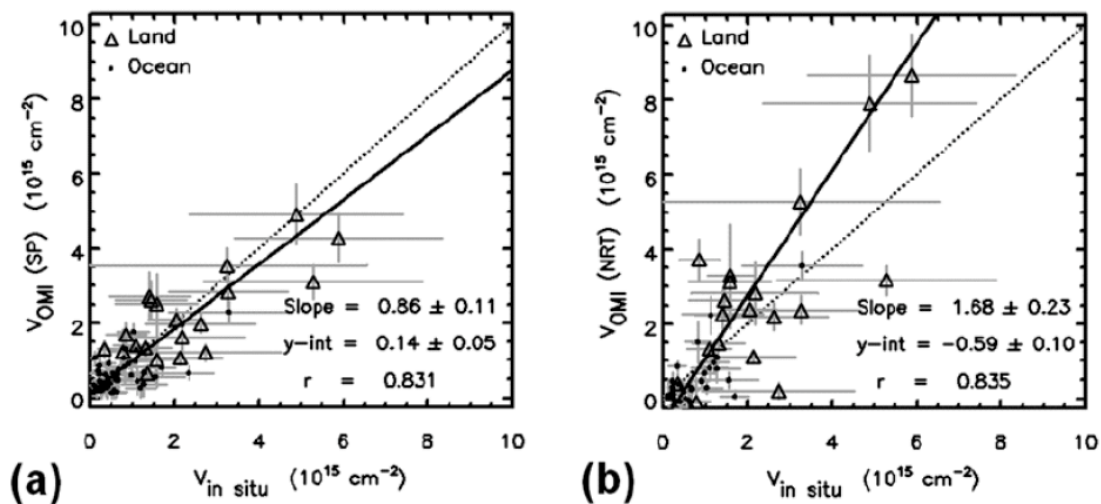 10
8
6
4
2
0
V_OMI (SP) (10^15 cm^-2)
Land
Ocean
Slope = 0.86 ± 0.11
y-int = 0.14 ± 0.05
r = 0.831
0 2 4 6 8 10
V_in situ (10^15 cm^-2)
(a)
10
8
6
4
2
0
V_OMI (NRT) (10^15 cm^-2)
Land
Ocean
Slope = 1.68 ± 0.23
y-int = -0.59 ± 0.10
r = 0.835
0 2 4 6 8 10
V_in situ (10^15 cm^-2)
(b)